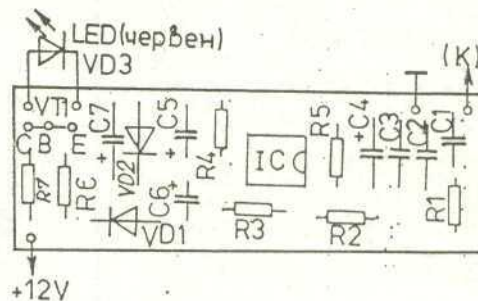 LED(червен)
VD3
(K)
VT1
C7
C5
R5
C4
C3
C2
C1
C B E
VD2
R4
IC
R7
R6
C6
VD1
R3
R2
R1
+12V